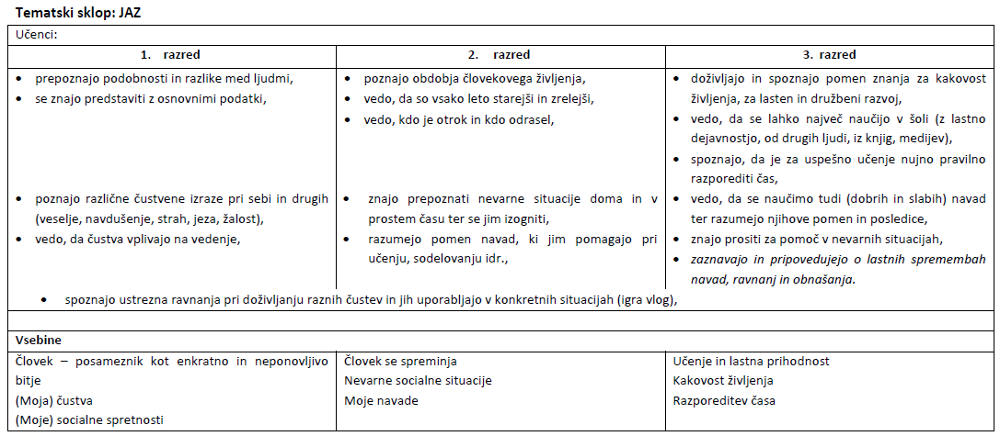 Tematski sklop: JAZ
Učenci:
1. razred
prepoznajo podobnosti in razlike med ljudmi,
se znajo predstaviti z osnovnimi podatki,
poznajo različne čustvene izraze pri sebi in drugih
(veselje, navdušenje, strah, jeza, žalost),
vedo, da čustva vplivajo na vedenje,
2. razred
poznajo obdobja človekovega življenja,
vedo, da so vsako leto starejši in zrelejši,
vedo, kdo je otrok in kdo odrasel,
znajo prepoznati nevarne situacije doma in v
prostem času ter se jim izogniti,
razumejo pomen navad, ki jim pomagajo pri
učenju, sodelovanju idr.,
3. razred
doživljajo in spoznajo pomen znanja za kakovost
življenja, za lasten in družbeni razvoj,
vedo, da se lahko največ naučijo v šoli (z lastno
dejavnostjo, od drugih ljudi, iz knjig, medijev),
spoznajo, da je za uspešno učenje nujno pravilno
razporediti čas,
vedo, da se naučimo tudi (dobrih in slabih) navad
ter razumejo njihove pomen in posledice,
znajo prositi za pomoč v nevarnih situacijah,
zaznavajo in pripovedujejo o lastnih spremembah
navad, ravnanj in obnašanja.
spoznajo ustrezna ravnanja pri doživljanju raznih čustev in jih uporabljajo v konkretnih situacijah (igra vlog),
Vsebine
Človek – posameznik kot enkratno in neponovljivo
bitje
(Moja) čustva
(Moje) socialne spretnosti
Človek se spreminja
Nevarne socialne situacije
Moje navade
Učenje in lastna prihodnost
Kakovost življenja
Razporeditev časa